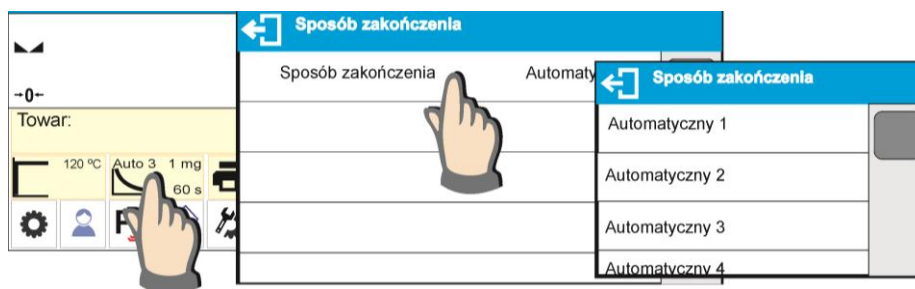 →0←
Towar:
120 ºC
Auto 3 1 mg
60 s
Sposób zakończenia
Sposób zakończenia
Sposób zakończenia
Automatyczny 1
Automatyczny 2
Automatyczny 3
Automatyczny 4